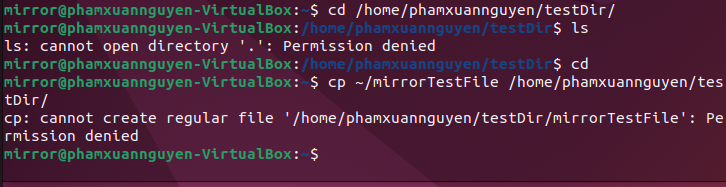 mirror@phamxuannguyen-VirtualBox:~$ cd /home/phamxuannguyen/testDir/
mirror@phamxuannguyen-VirtualBox:/home/phamxuannguyen/testDir$ ls
ls: cannot open directory '.': Permission denied
mirror@phamxuannguyen-VirtualBox:/home/phamxuannguyen/testDir$ cd
mirror@phamxuannguyen-VirtualBox:~$ cp ~/mirrorTestFile /home/phamxuannguyen/tes
tDir/
cp: cannot create regular file '/home/phamxuannguyen/testDir/mirrorTestFile': Pe
rmission denied
mirror@phamxuannguyen-VirtualBox:~$